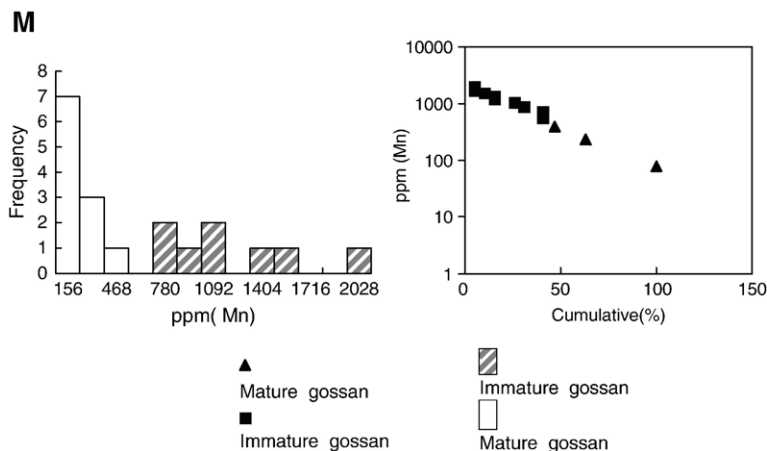 M
8
7
6
5
4
3
2
1
0
Frequency
156 468 780 1092 1404 1716 2028
ppm( Mn)
10000
1000
100
10
1
ppm (Mn)
0 50 100 150
Cumulative(%)
Mature gossan
Immature gossan
Immature gossan
Mature gossan